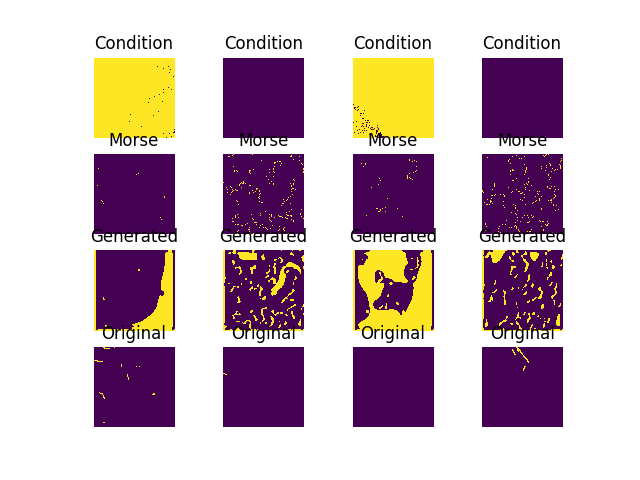 Condition Condition Condition Condition
Morse Morse Morse Morse
Generated Generated Generated Generated
Original Original Original Original